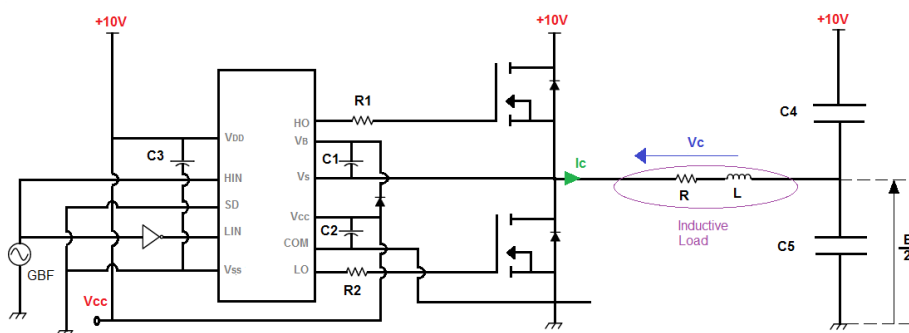 +10V
+10V
+10V
R1
HO
C4
VDD
VB
C3
C1
Vc
HIN
VS
Ic
R
L
SD
Vcc
Inductive
Load
C2
LIN
COM
C5
E
2
GBF
VSS
LO
R2
Vcc